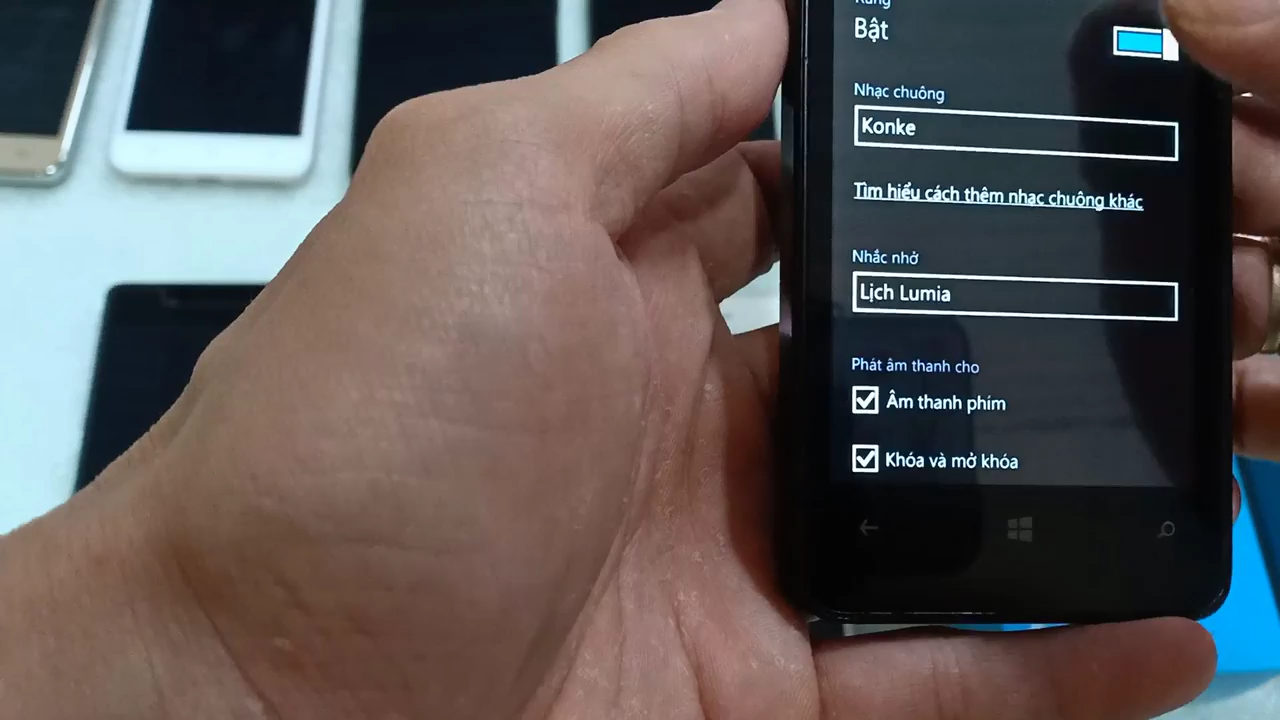 Rung
Bật
Nhạc chuông
Konke
Tìm hiểu cách thêm nhạc chuông khác
Nhắc nhở
Lịch Lumia
Phát âm thanh cho
Âm thanh phím
Khóa và mở khóa